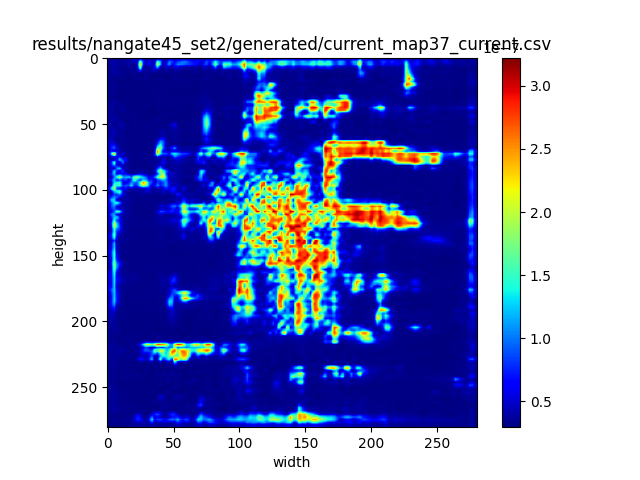 results/nangate45_set2/generated/current_map37_current.csv
1e−7
0
50
100
150
200
250
height
0 50 100 150 200 250
width
3.0
2.5
2.0
1.5
1.0
0.5